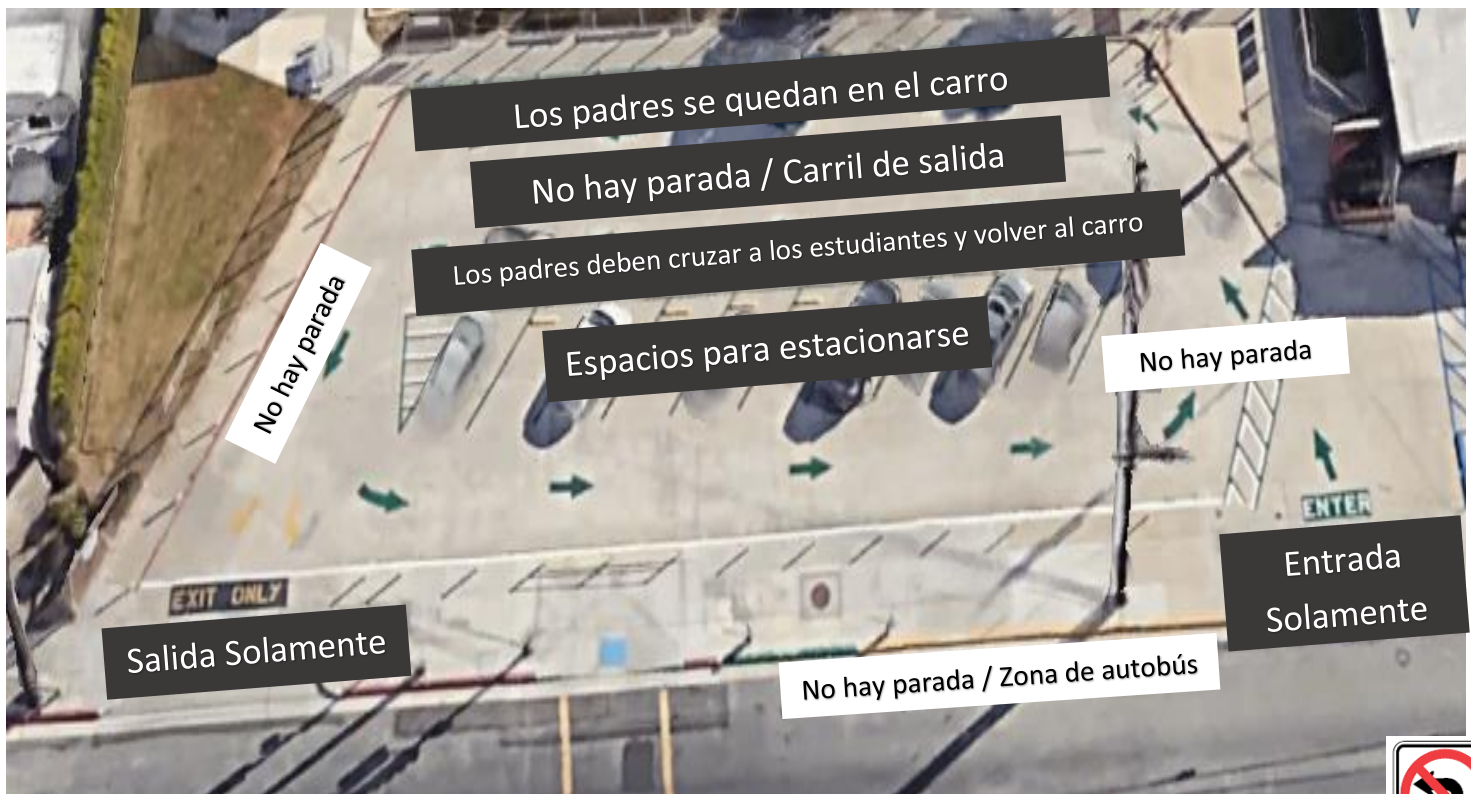 Los padres se quedan en el carro
No hay parada / Carril de salida
Los padres deben cruzar a los estudiantes y volver al carro
No hay parada
Espacios para estacionarse
No hay parada
ENTER
Entrada
Solamente
EXIT ONLY
Salida Solamente
No hay parada / Zona de autobús